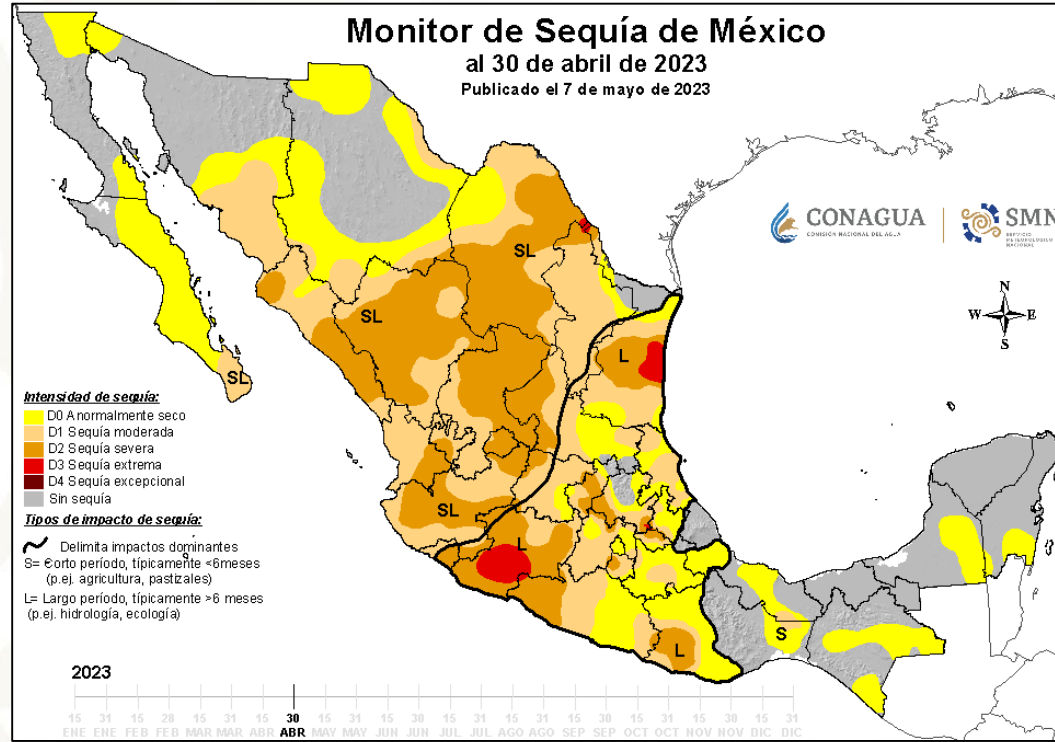 Monitor de Sequía de México
al 30 de abril de 2023
Publicado el 7 de mayo de 2023
CONAGUA
COMISIÓN NACIONAL DEL AGUA
SMN
SERVICIO
METEOROLÓGICO
NACIONAL
N
W E
S
SL
SL
L
SL
Intensidad de sequía:
D0 Anormalmente seco
D1 Sequía moderada
D2 Sequía severa
D3 Sequía extrema
D4 Sequía excepcional
Sin sequía
SL
L
Tipos de impacto de sequía:
Delimita impactos dominantes
S= Corto período, típicamente <6meses
(p.ej. agricultura, pastizales)
L= Largo período, típicamente >6 meses
(p.ej. hidrología, ecología)
S
L
2023
15 31 15 28 15 31 15 30 15 31 15 30 15 31 15 31 15 30 15 31 15 30 15 31
ENE ENE FEB FEB MAR MAR ABR ABR MAY MAY JUN JUN JUL JUL AGO AGO SEP SEP OCT OCT NOV NOV DIC DIC